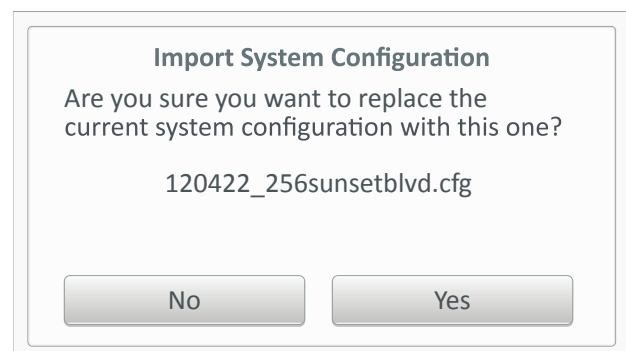 Import System Configuration
Are you sure you want to replace the
current system configuration with this one?
120422_256sunsetblvd.cfg
No
Yes